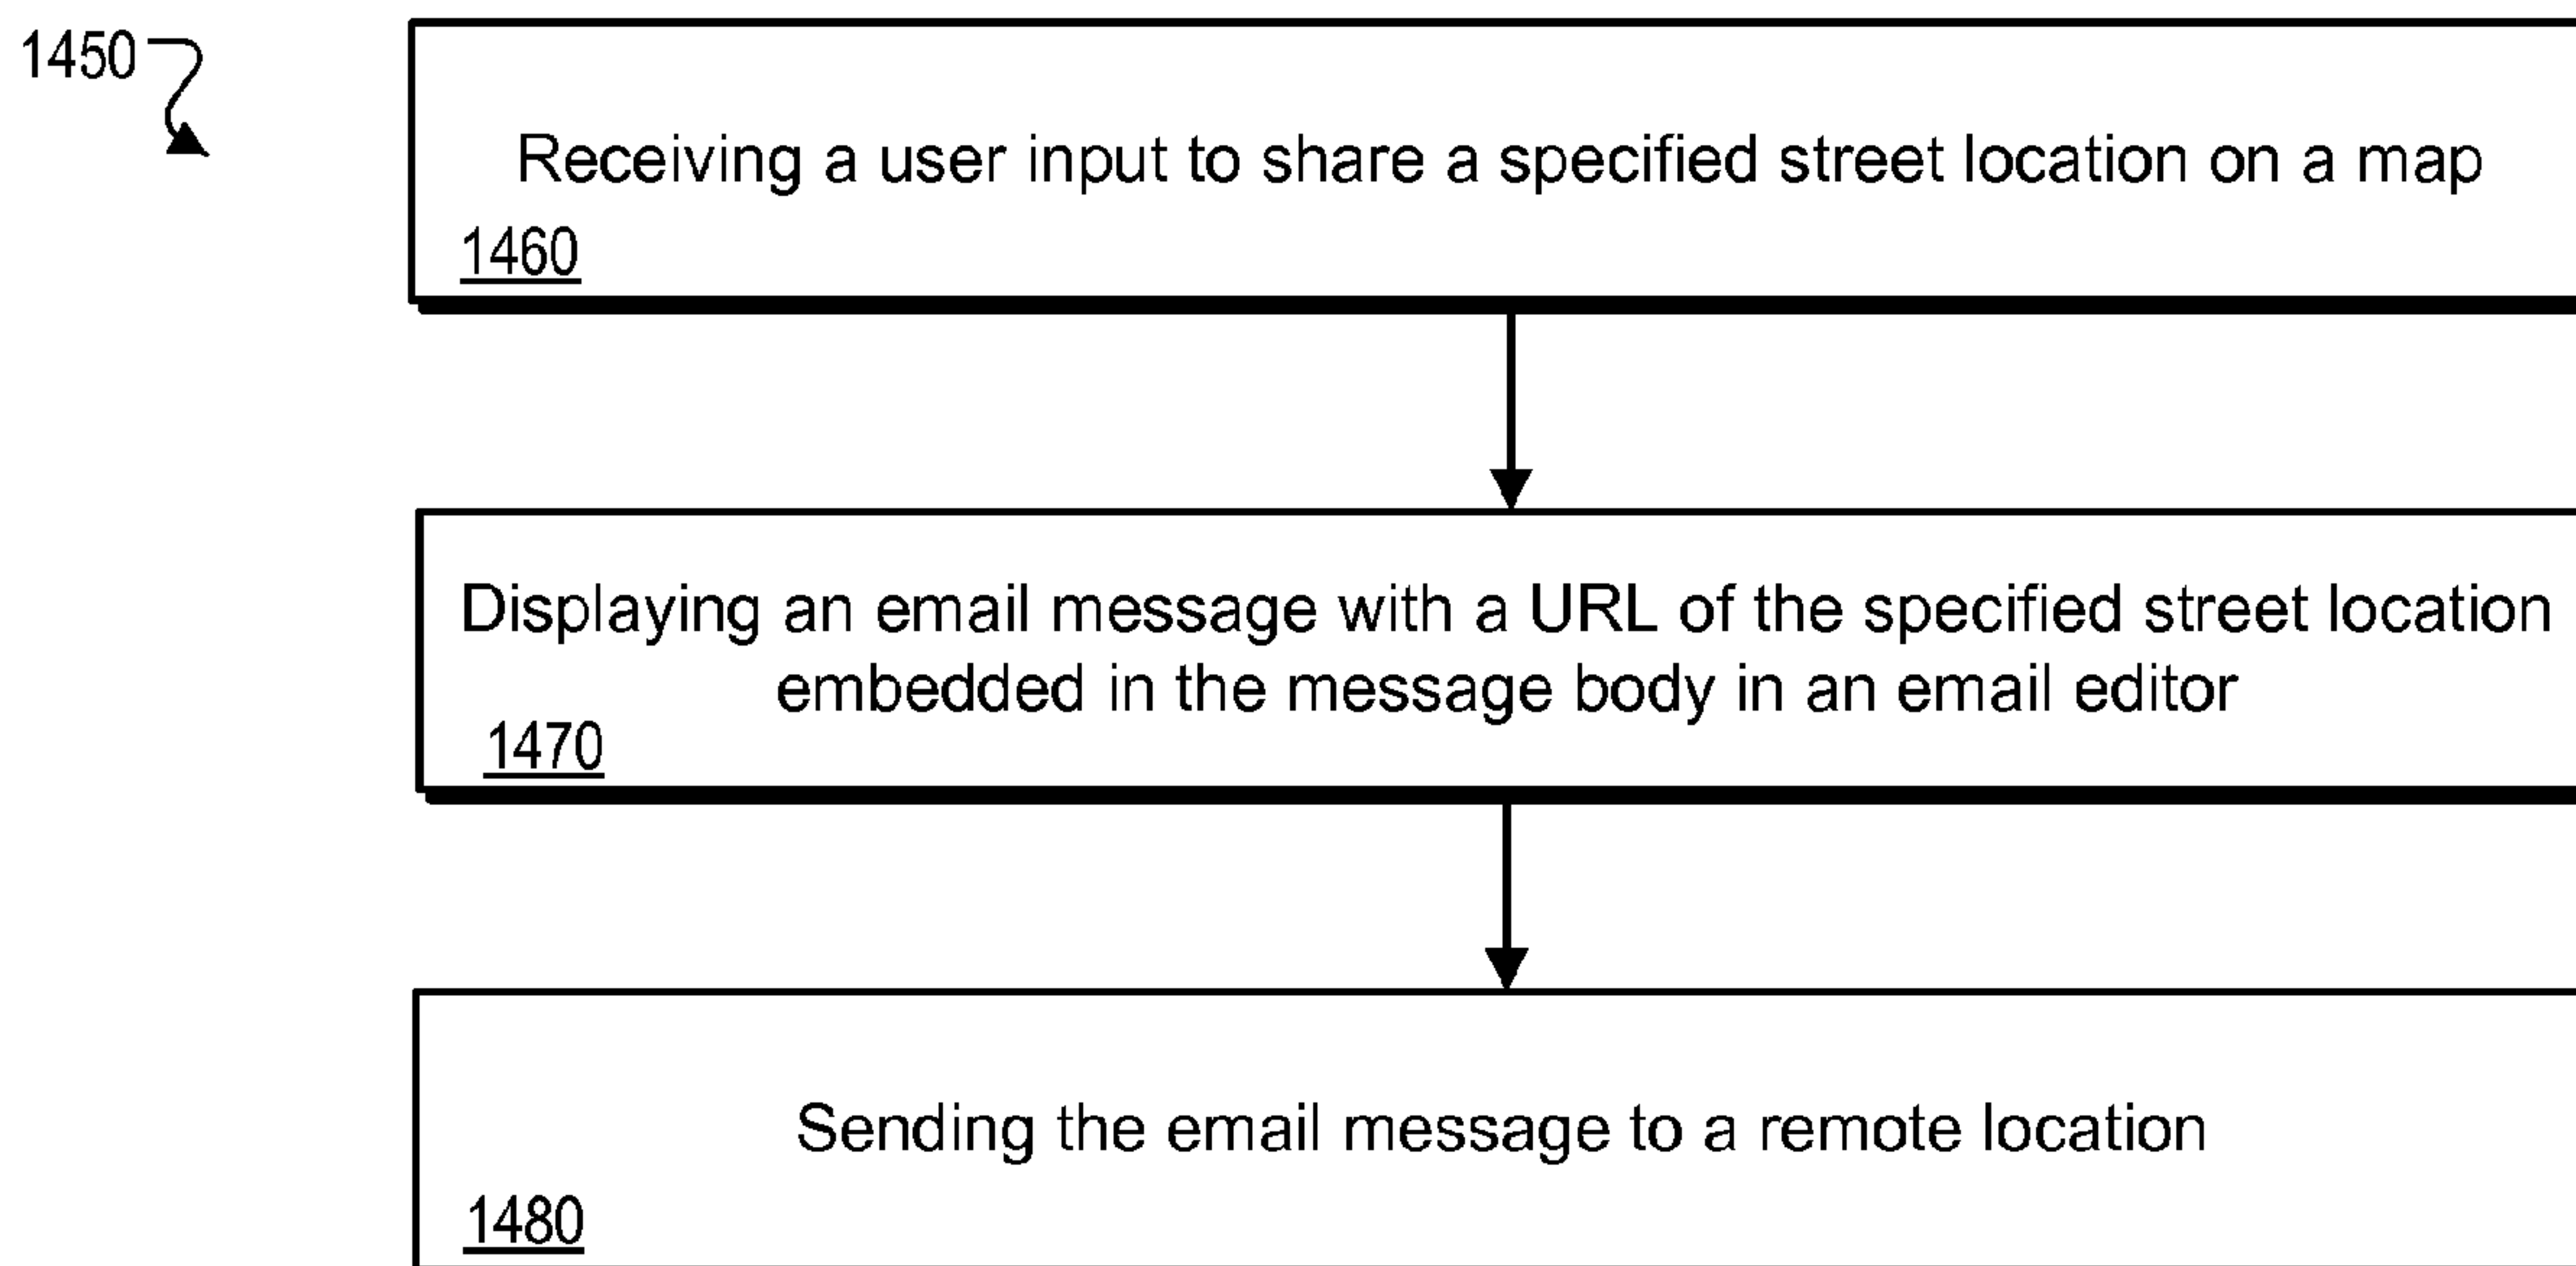 1450
Receiving a user input to share a specified street location on a map
1460
Displaying an email message with a URL of the specified street location
embedded in the message body in an email editor
1470
Sending the email message to a remote location
1480